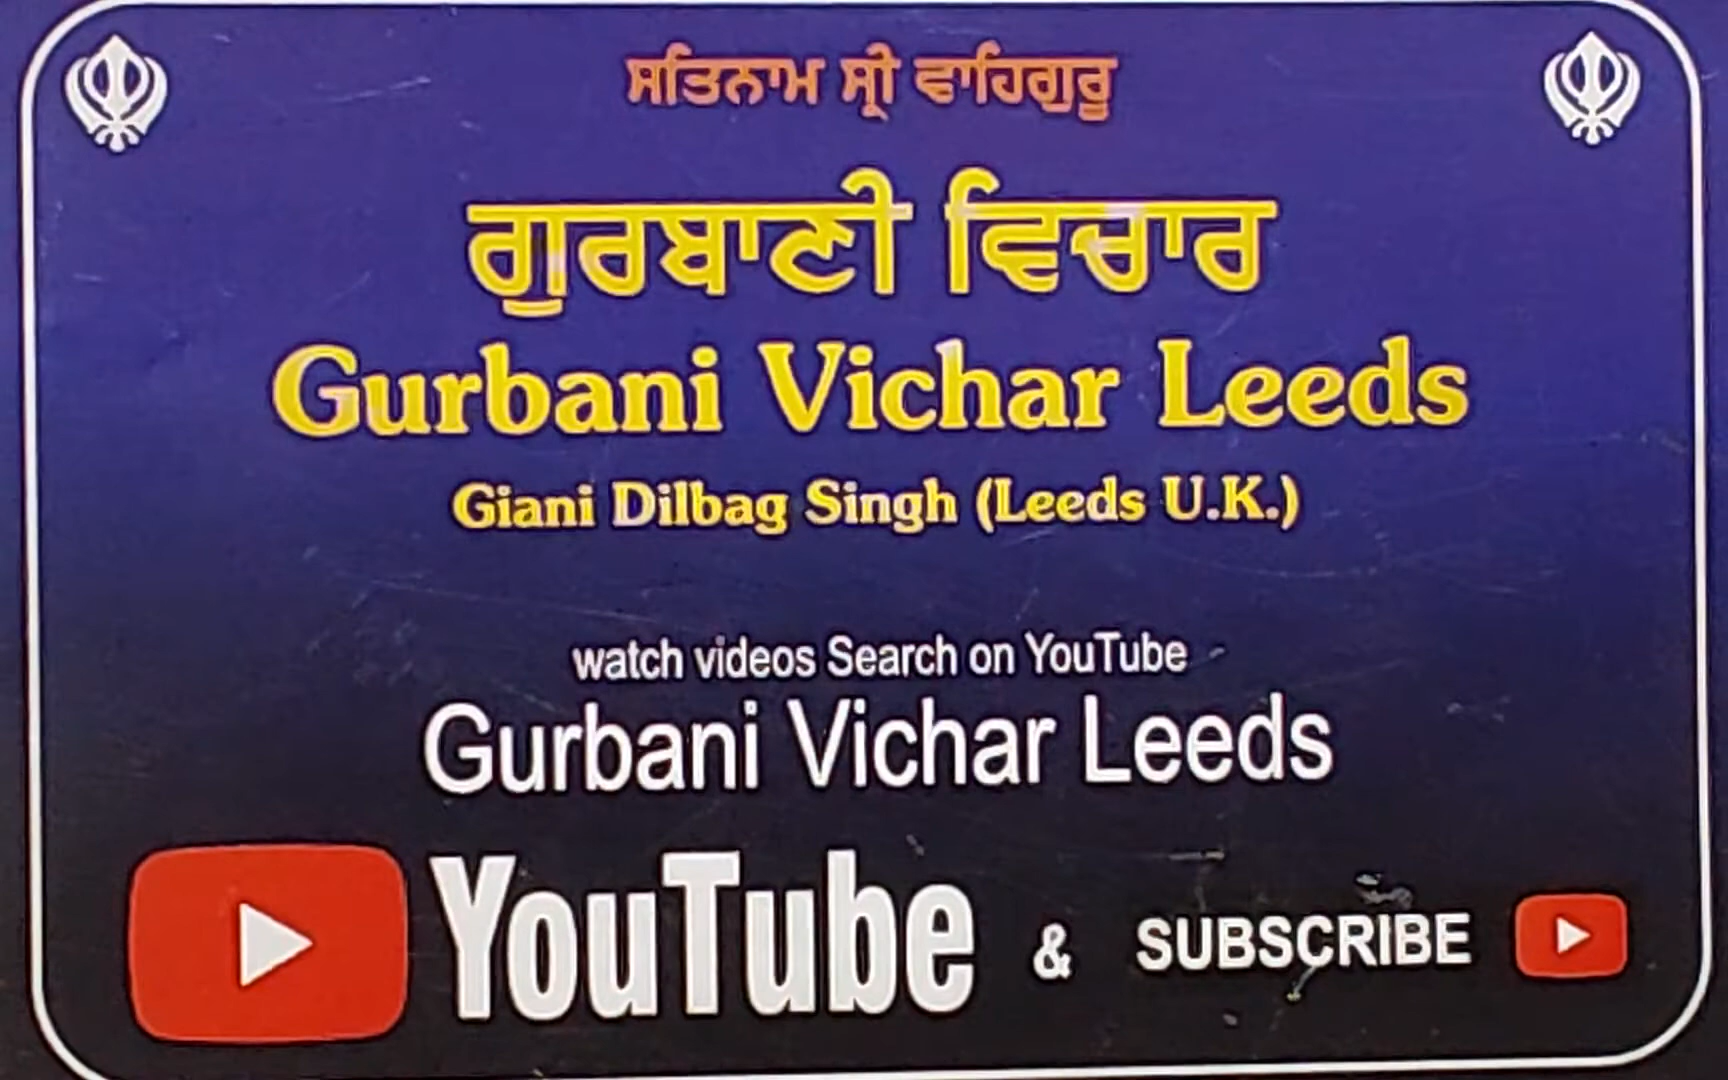 ਸਤਿਨਾਮ ਸ੍ਰੀ ਵਾਹਿਗੁਰੂ
ਗੁਰਬਾਣੀ ਵਿਚਾਰ
Gurbani Vichar Leeds
Giani Dilbag Singh (Leeds U.K.)
watch videos Search on YouTube
Gurbani Vichar Leeds
YouTube & SUBSCRIBE